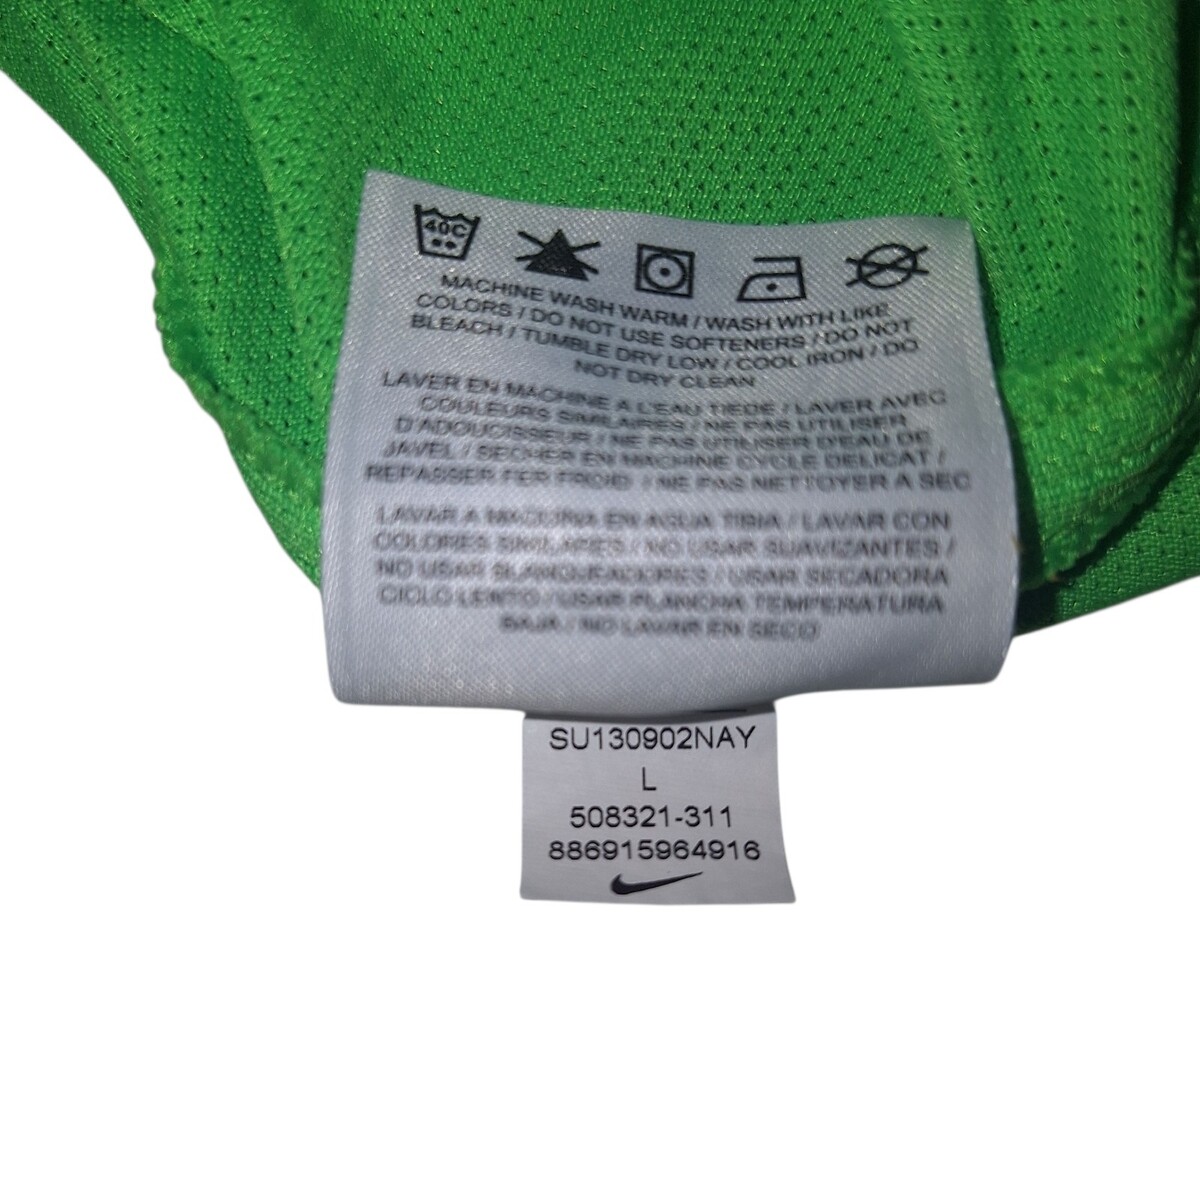 40C
MACHINE WASH WARM / WASH WITH LIKE
COLORS / DO NOT USE SOFTENERS / DO NOT
BLEACH / TUMBLE DRY LOW / COOL IRON / DO
NOT DRY CLEAN
LAVER EN MACHINE A L'EAU TIEDE / LAVER AVEC
COULEURS SIMILAIRES / NE PAS UTILISER
D'ADOUCISSEUR / NE PAS UTILISER D'EAU DE
JAVEL / SECHER EN MACHINE CYCLE DELICAT /
REPASSER FER FROID / NE PAS NETTOYER A SEC
LAVAR A MAQUINA EN AGUA TIBIA / LAVAR CON
COLORES SIMILARES / NO USAR SUAVIZANTES /
NO USAR BLANQUEADORES / USAR SECADORA
CICLO LENTO / USAR PLANCHA TEMPERATURA
BAJA / NO LAVAR EN SECO
SU130902NAY
L
508321-311
886915964916